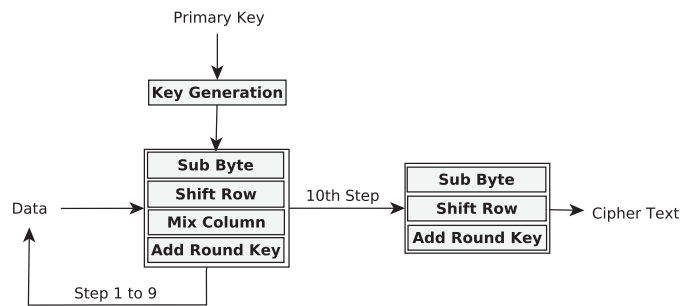 Primary Key
Key Generation
Sub Byte
Shift Row
Mix Column
Add Round Key
Data
Step 1 to 9
10th Step
Sub Byte
Shift Row
Add Round Key
Cipher Text